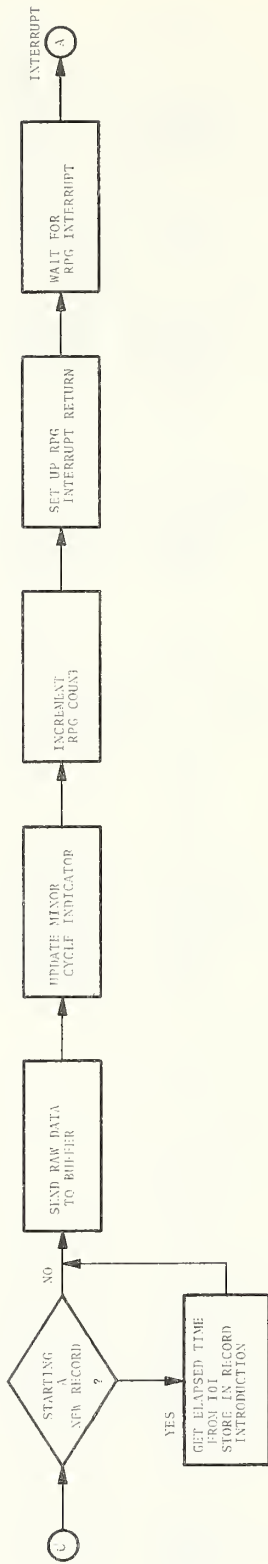 C
STARTING
A
NEW RECORD
?
NO
YES
GET ELAPSED TIME
FROM IOI
STORE IN RECORD
INTRODUCTION
SEND RAW DATA
TO BUFFER
UPDATE MINOR
CYCLE INDICATOR
INCREMENT
RPG COUNT
SET UP RPG
INTERRUPT RETURN
WAIT FOR
RPG INTERRUPT
INTERRUPT
A